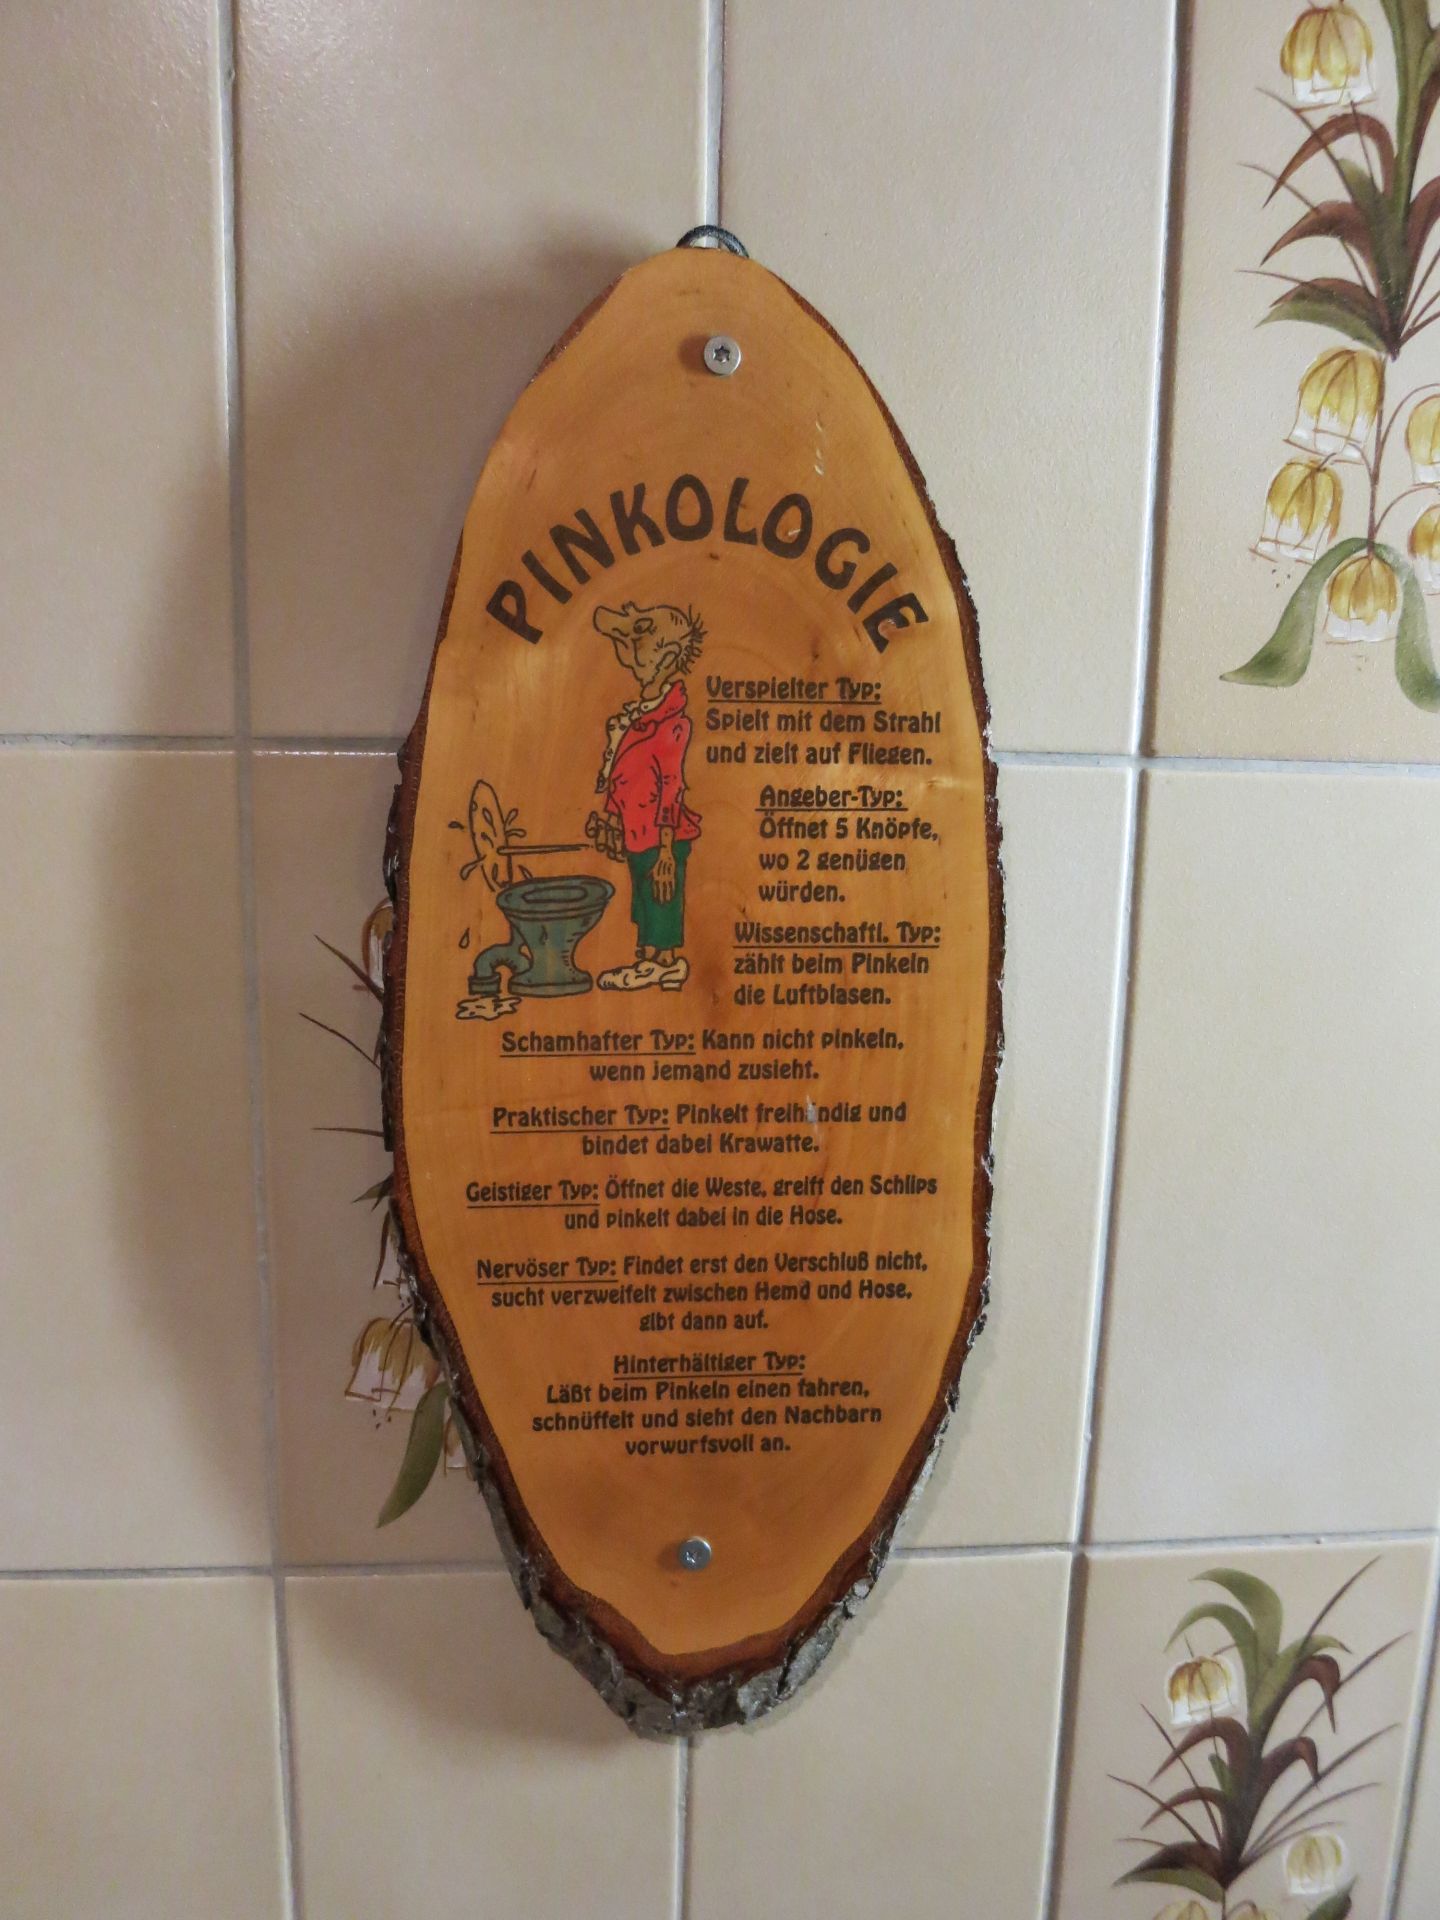 PINKOLOGIE
Verspielter Typ:
Spielt mit dem Strahl
und zielt auf Fliegen.
Angeber-Typ:
Öffnet 5 Knöpfe,
wo 2 genügen
würden.
Wissenschaftl. Typ:
zählt beim Pinkeln
die Luftblasen.
Schamhafter Typ: Kann nicht pinkeln,
wenn jemand zusieht.
Praktischer Typ: Pinkelt freihändig und
bindet dabei Krawatte.
Geistiger Typ: Öffnet die Weste, greift den Schlips
und pinkelt dabei in die Hose.
Nervöser Typ: Findet erst den Verschluß nicht,
sucht verzweifelt zwischen Hemd und Hose,
gibt dann auf.
Hinterhältiger Typ:
Läßt beim Pinkeln einen fahren,
schnüffelt und sieht den Nachbarn
vorwurfsvoll an.